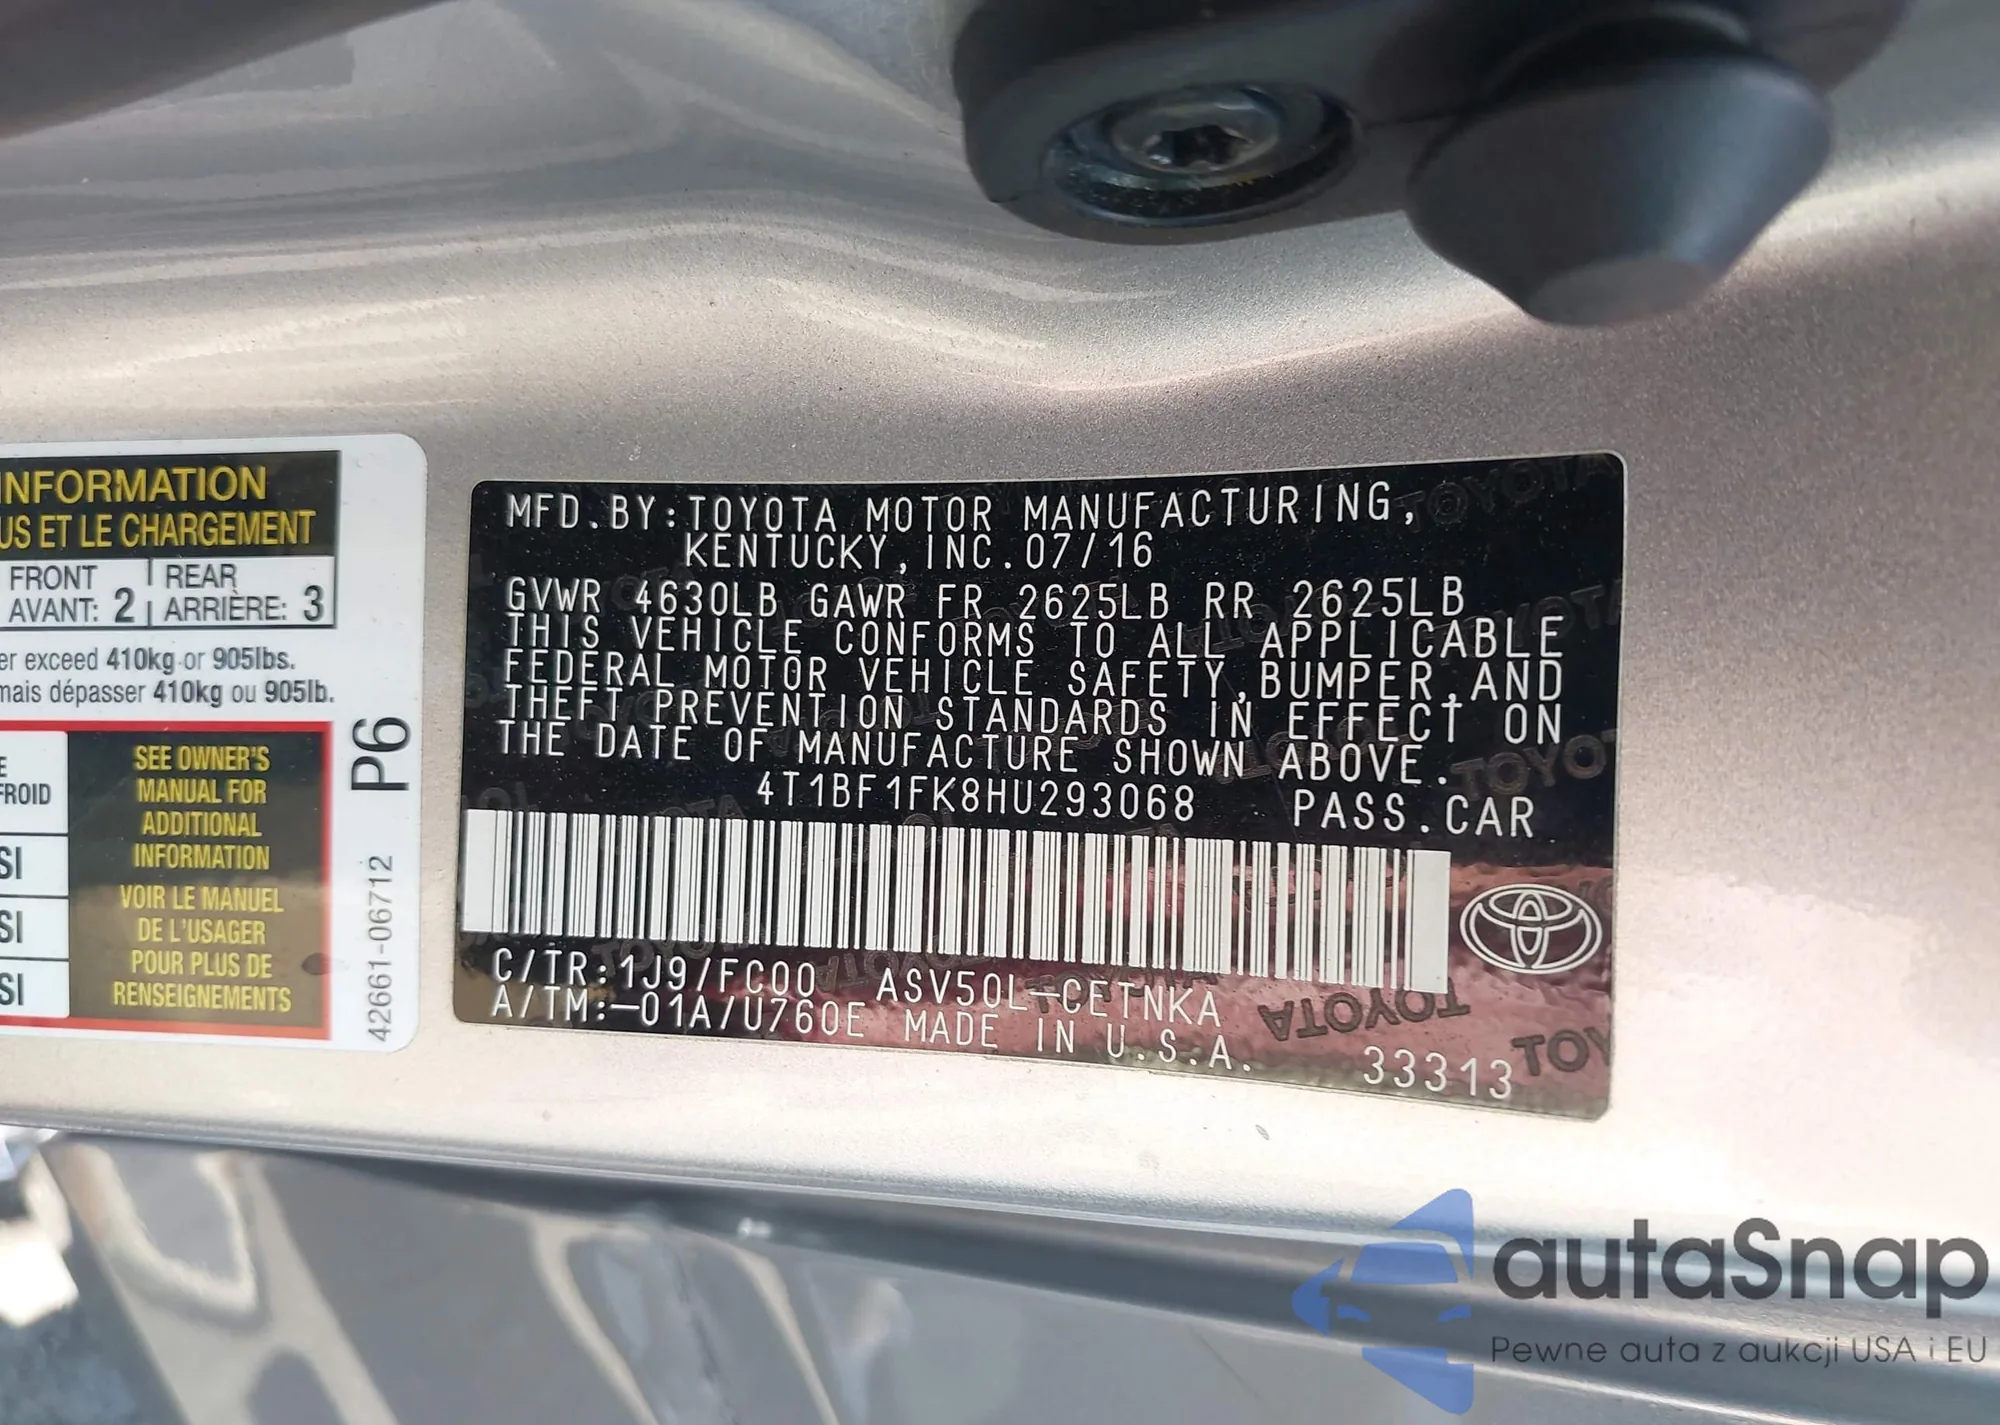 INFORMATION
US ET LE CHARGEMENT
FRONT
AVANT: 2
REAR
ARRIÈRE: 3
er exceed 410kg or 905lbs.
mais dépasser 410kg ou 905lb.
E
FROID
SI
SI
SI
SEE OWNER'S
MANUAL FOR
ADDITIONAL
INFORMATION
VOIR LE MANUEL
DE L'USAGER
POUR PLUS DE
RENSEIGNEMENTS
P6
42661-06712
MFD.BY:TOYOTA MOTOR MANUFACTURING,
KENTUCKY,INC.07/16
GVWR 4630LB GAWR FR 2625LB RR 2625LB
THIS VEHICLE CONFORMS TO ALL APPLICABLE
FEDERAL MOTOR VEHICLE SAFETY,BUMPER,AND
THEFT PREVENTION STANDARDS IN EFFECT ON
THE DATE OF MANUFACTURE SHOWN ABOVE.
4T1BF1FK8HU293068 PASS.CAR
C/TR:1J9/FC00 ASV50L-CETNKA
A/TM:-01A/U760E MADE IN U.S.A.
33313
autaSnap
Pewne auta z aukcji USA i EU